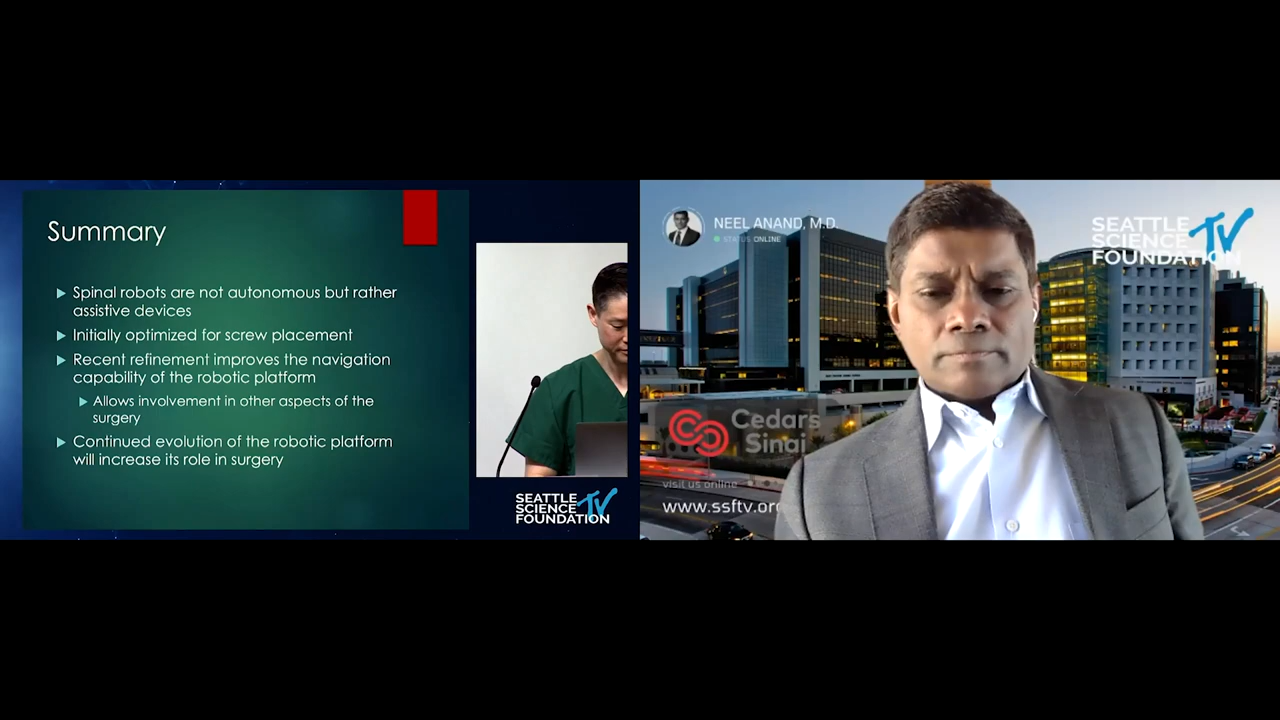 Summary
Spinal robots are not autonomous but rather
assistive devices
Initially optimized for screw placement
Recent refinement improves the navigation
capability of the robotic platform
Allows involvement in other aspects of the
surgery
Continued evolution of the robotic platform
will increase its role in surgery
SEATTLE
SCIENCE TV
FOUNDATION
NEEL ANAND, M.D.
STATUS ONLINE
SEATTLE
SCIENCE TV
FOUNDATION
Cedars
Sinai
visit us online
www.ssftv.org